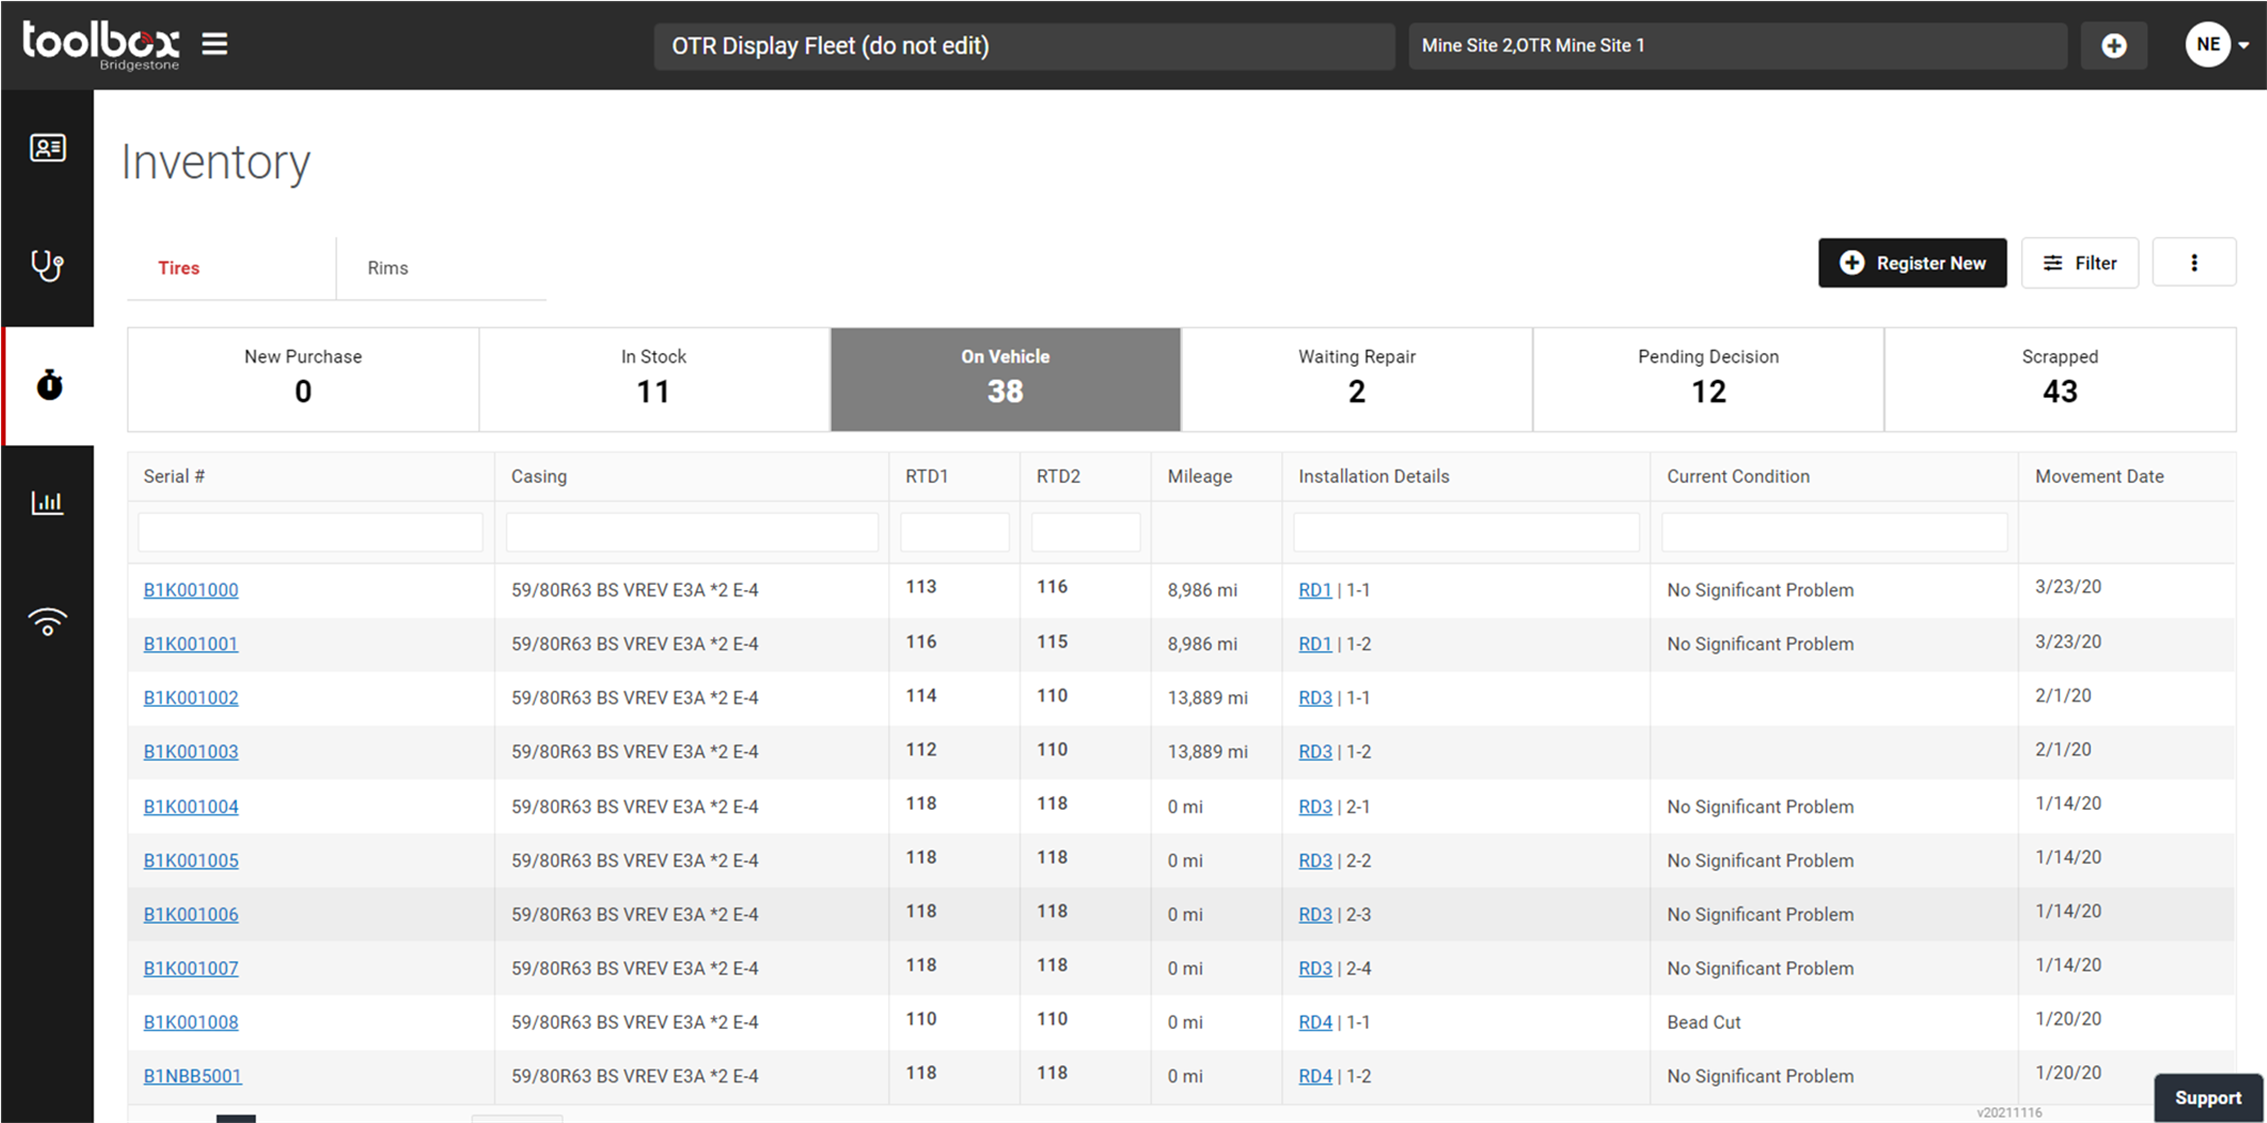 toolbox
Bridgestone
OTR Display Fleet (do not edit)
Mine Site 2,OTR Mine Site 1
NE
Inventory
Tires
Rims
Register New
Filter
New Purchase
0
In Stock
11
On Vehicle
38
Waiting Repair
2
Pending Decision
12
Scrapped
43
Serial # Casing RTD1 RTD2 Mileage Installation Details Current Condition Movement Date
B1K001000 59/80R63 BS VREV E3A *2 E-4 113 116 8,986 mi RD1 | 1-1 No Significant Problem 3/23/20
B1K001001 59/80R63 BS VREV E3A *2 E-4 116 115 8,986 mi RD1 | 1-2 No Significant Problem 3/23/20
B1K001002 59/80R63 BS VREV E3A *2 E-4 114 110 13,889 mi RD3 | 1-1 2/1/20
B1K001003 59/80R63 BS VREV E3A *2 E-4 112 110 13,889 mi RD3 | 1-2 2/1/20
B1K001004 59/80R63 BS VREV E3A *2 E-4 118 118 0 mi RD3 | 2-1 No Significant Problem 1/14/20
B1K001005 59/80R63 BS VREV E3A *2 E-4 118 118 0 mi RD3 | 2-2 No Significant Problem 1/14/20
B1K001006 59/80R63 BS VREV E3A *2 E-4 118 118 0 mi RD3 | 2-3 No Significant Problem 1/14/20
B1K001007 59/80R63 BS VREV E3A *2 E-4 118 118 0 mi RD3 | 2-4 No Significant Problem 1/14/20
B1K001008 59/80R63 BS VREV E3A *2 E-4 110 110 0 mi RD4 | 1-1 Bead Cut 1/20/20
B1NBB5001 59/80R63 BS VREV E3A *2 E-4 118 118 0 mi RD4 | 1-2 No Significant Problem 1/20/20
Support
v20211116